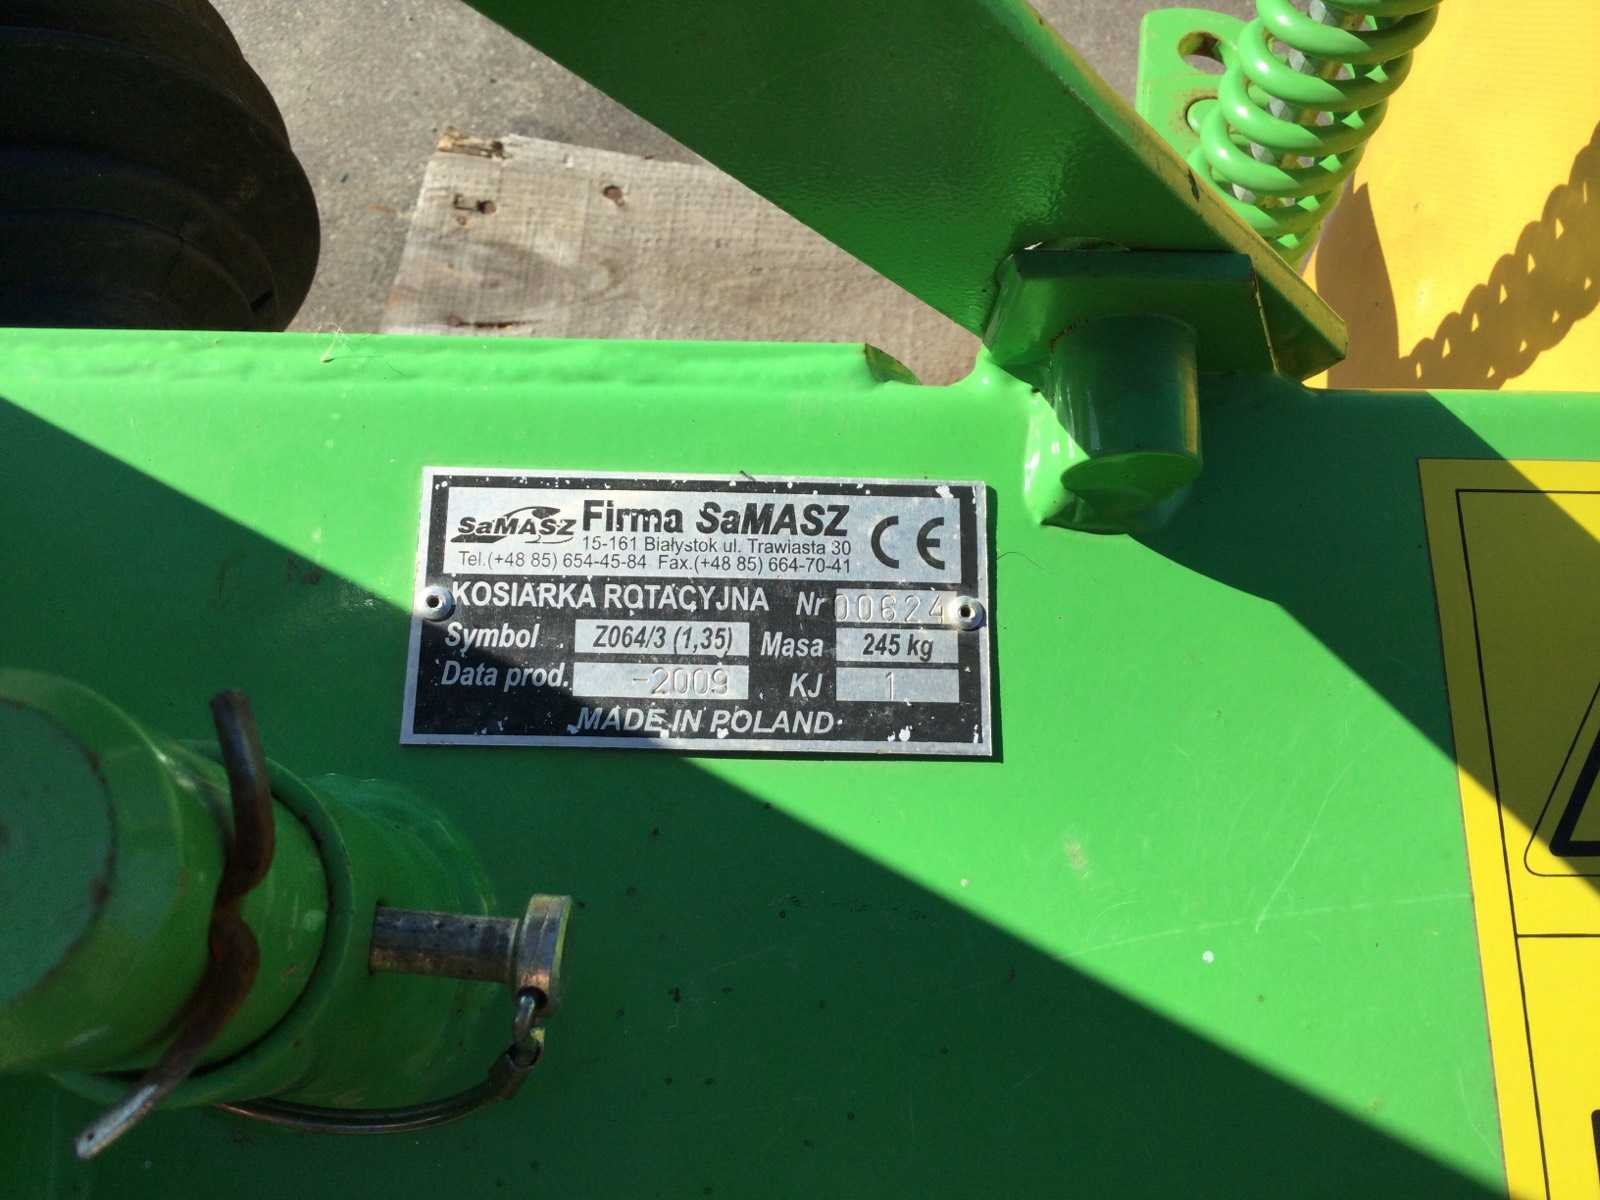 SaMASZ Firma SaMASZ CE
15-161 Białystok ul. Trawiasta 30
Tel.(+48 85) 654-45-84 Fax.(+48 85) 664-70-41
KOSIARKA ROTACYJNA Nr 00624
Symbol Z064/3 (1,35) Masa 245 kg
Data prod. -2009 KJ 1
MADE IN POLAND